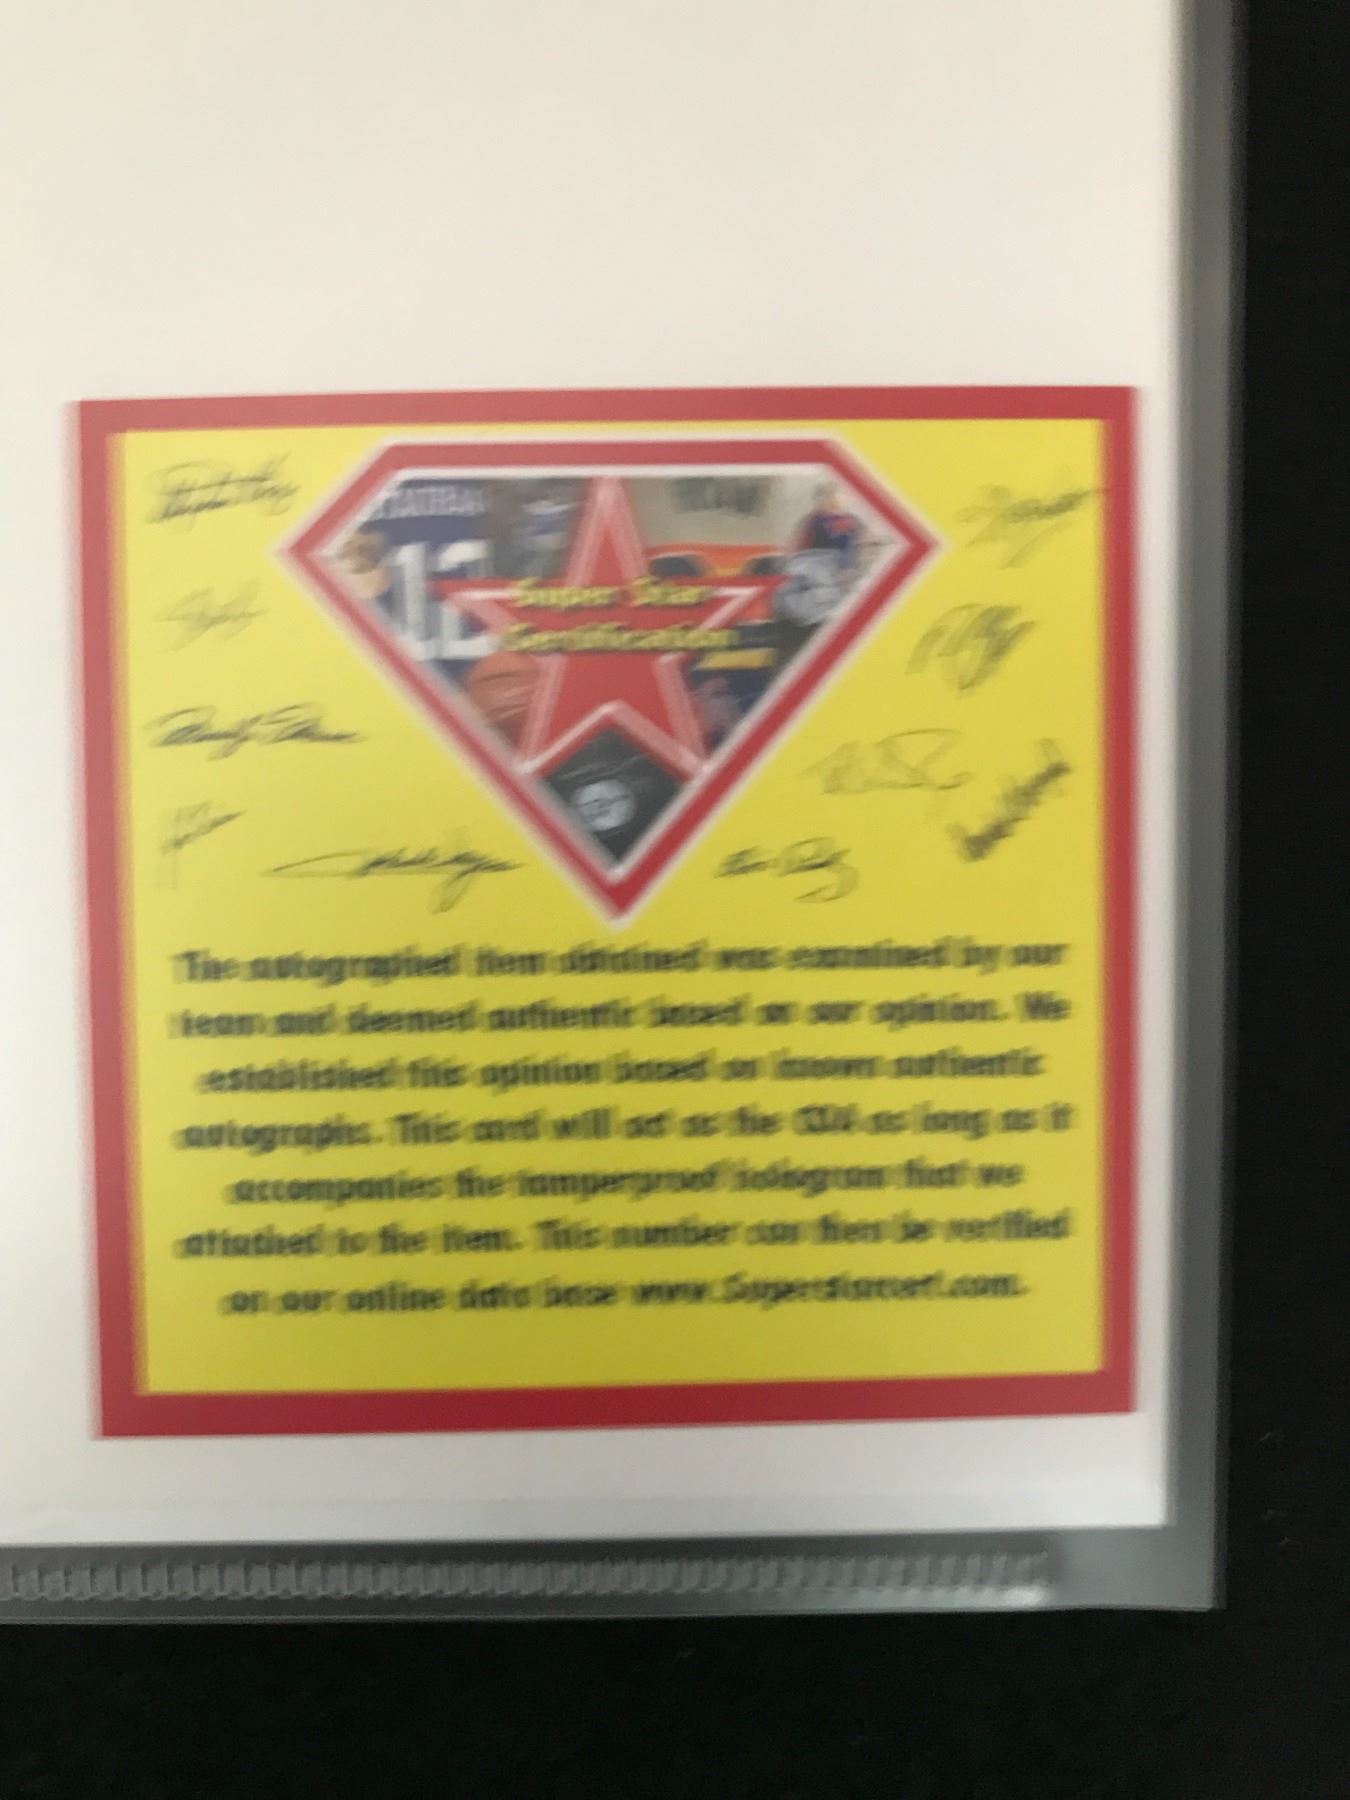 STAUBACH
12
Super Star
Certification
The autographed item obtained was examined by our
team and deemed authentic based on our opinion. We
established this opinion based on known authentic
autographs. This card will act as the COA as long as it
accompanies the tamperproof hologram that we
attached to the item. This number can then be verified
on our online data base www.Superstarcert.com.